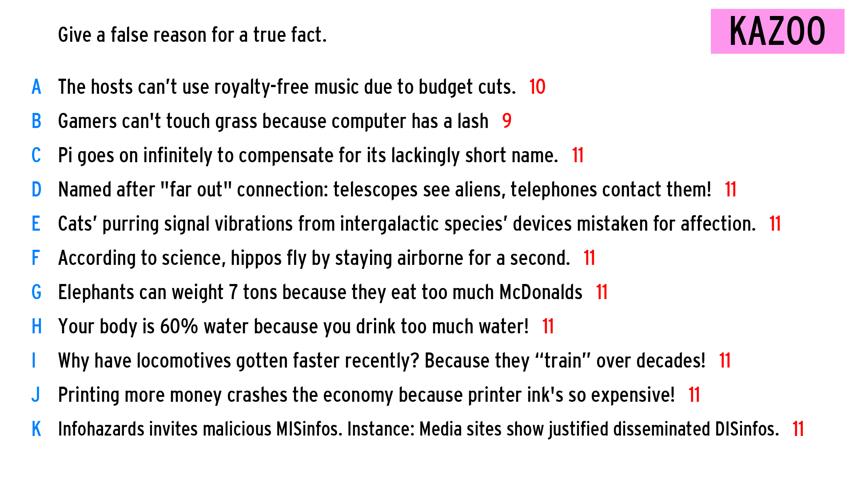 Give a false reason for a true fact.
KAZOO
A The hosts can't use royalty-free music due to budget cuts. 10
B Gamers can't touch grass because computer has a lash 9
C Pi goes on infinitely to compensate for its lackingly short name. 11
D Named after "far out" connection: telescopes see aliens, telephones contact them! 11
E Cats' purring signal vibrations from intergalactic species' devices mistaken for affection. 11
F According to science, hippos fly by staying airborne for a second. 11
G Elephants can weight 7 tons because they eat too much McDonalds 11
H Your body is 60% water because you drink too much water! 11
I Why have locomotives gotten faster recently? Because they “train” over decades! 11
J Printing more money crashes the economy because printer ink's so expensive! 11
K Infohazards invites malicious MISinfos. Instance: Media sites show justified disseminated DISinfos. 11